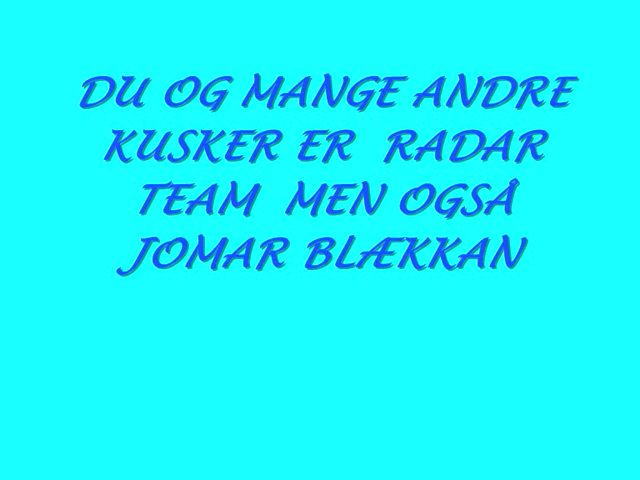 DU OG MANGE ANDRE
KUSKER ER RADAR
TEAM MEN OGSÅ
JOMAR BLÆKKAN